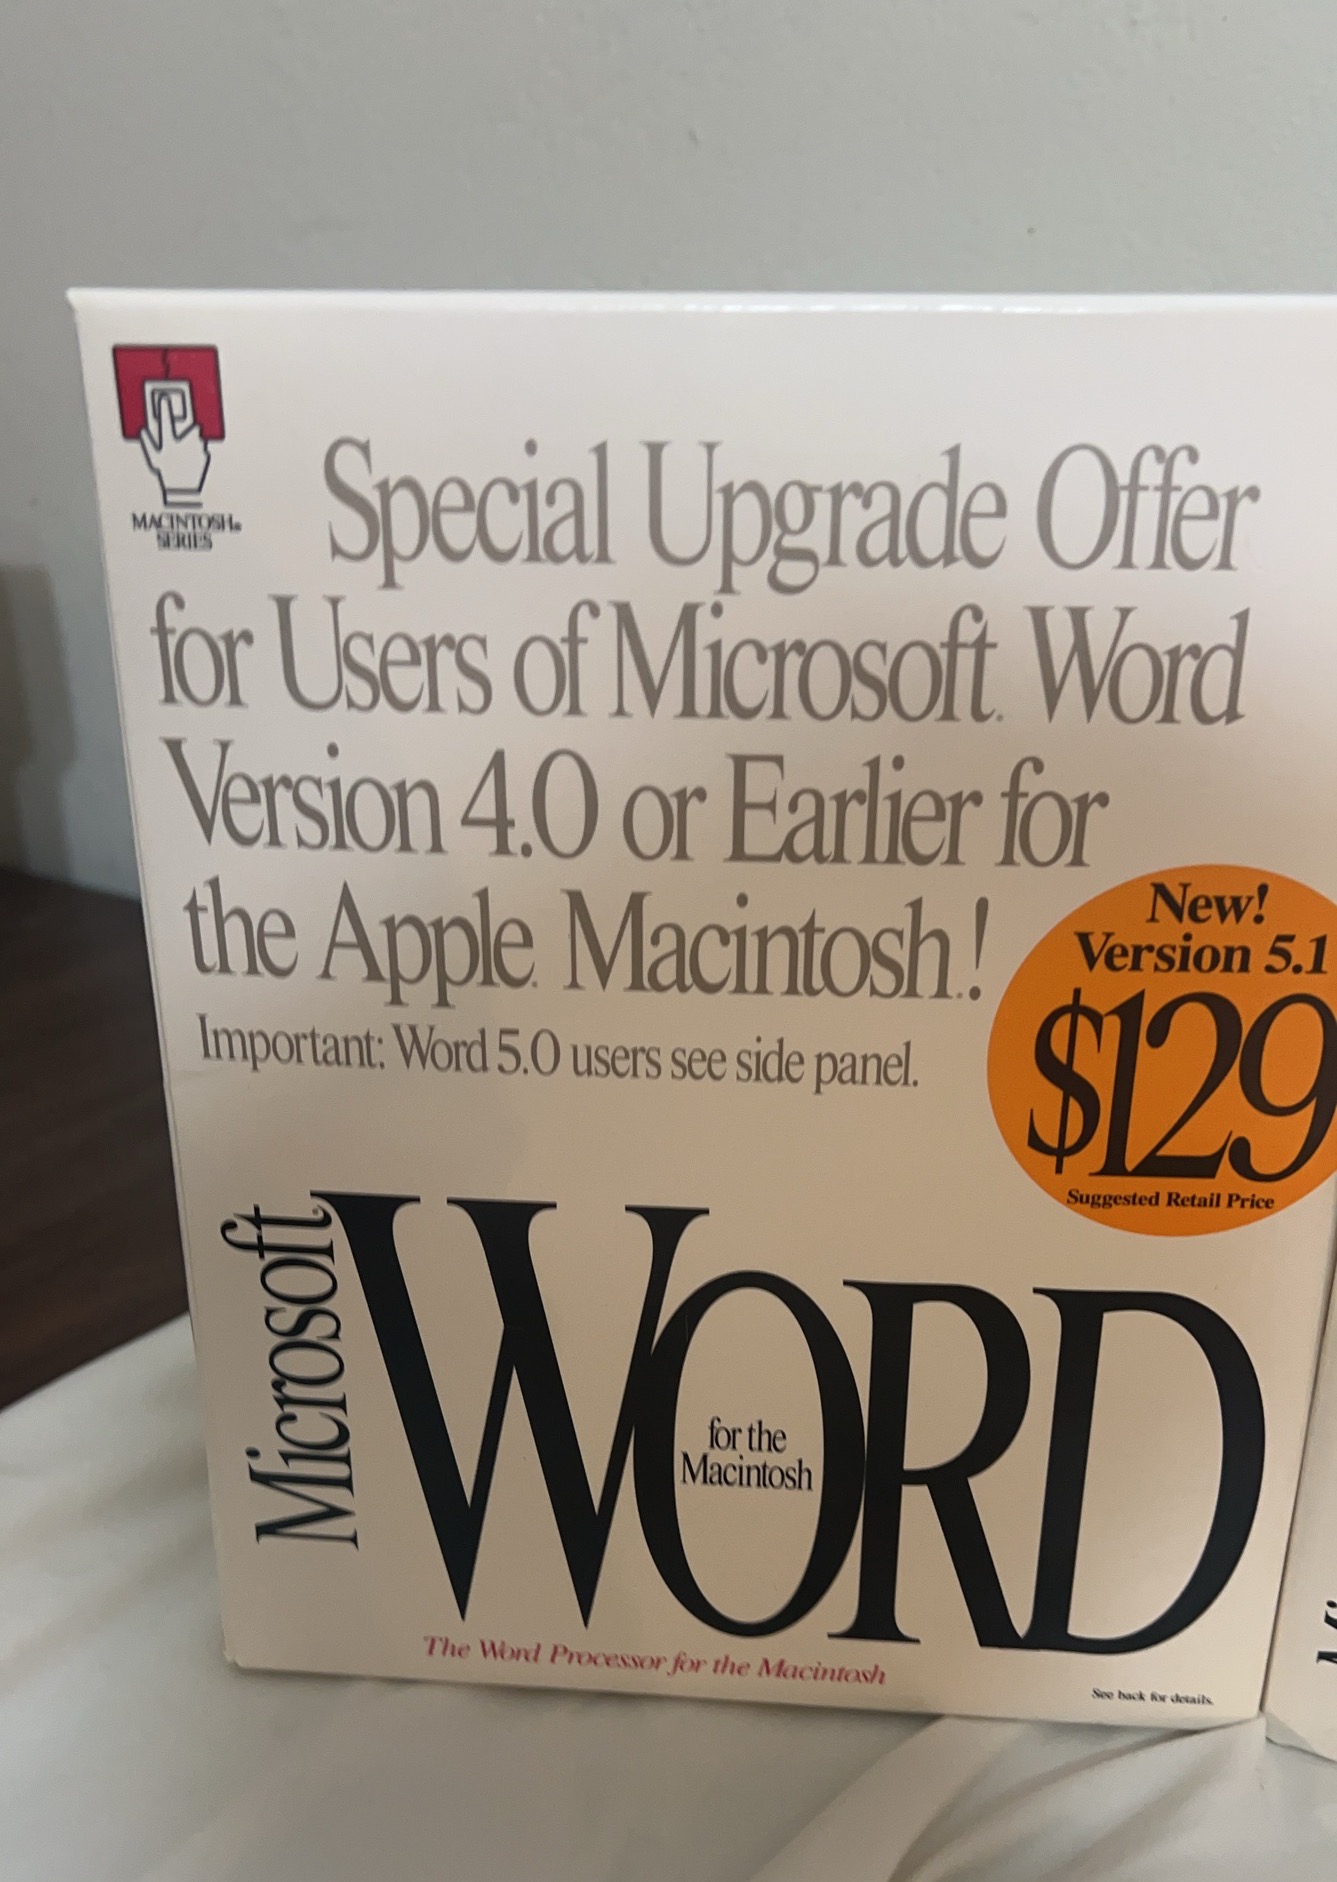 MACINTOSH®
SERIES
Special Upgrade Offer
for Users of Microsoft® Word
Version 4.0 or Earlier for
the Apple® Macintosh®!
Important: Word 5.0 users see side panel.
New!
Version 5.1
$129
Suggested Retail Price
Microsoft®
WORD
for the
Macintosh
The Word Processor for the Macintosh
See back for details.